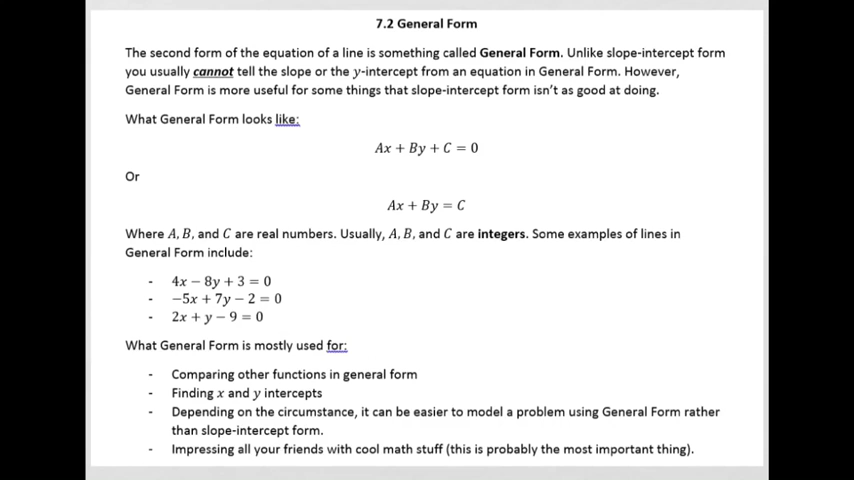 7.2 General Form
The second form of the equation of a line is something called General Form. Unlike slope-intercept form
you usually cannot tell the slope or the y-intercept from an equation in General Form. However,
General Form is more useful for some things that slope-intercept form isn't as good at doing.
What General Form looks like:
Ax + By + C = 0
Or
Ax + By = C
Where A, B, and C are real numbers. Usually, A, B, and C are integers. Some examples of lines in
General Form include:
- 4x − 8y + 3 = 0
- −5x + 7y − 2 = 0
- 2x + y − 9 = 0
What General Form is mostly used for:
- Comparing other functions in general form
- Finding x and y intercepts
- Depending on the circumstance, it can be easier to model a problem using General Form rather
than slope-intercept form.
- Impressing all your friends with cool math stuff (this is probably the most important thing).